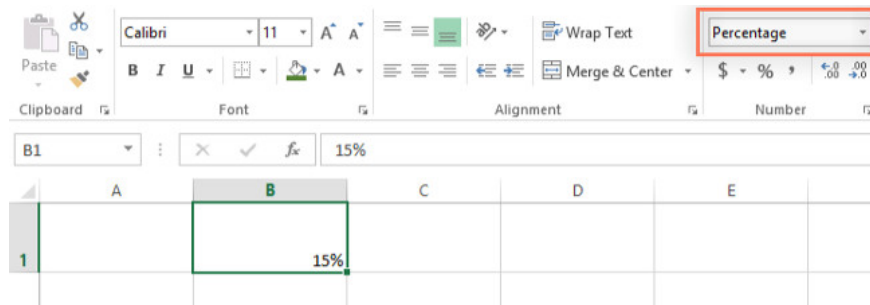 Calibri 11 A A Wrap Text Percentage
Paste B I U A Merge & Center $ % , .00 .00 .0
Clipboard Font Alignment Number
B1 fx 15%
A B C D E
1 15%